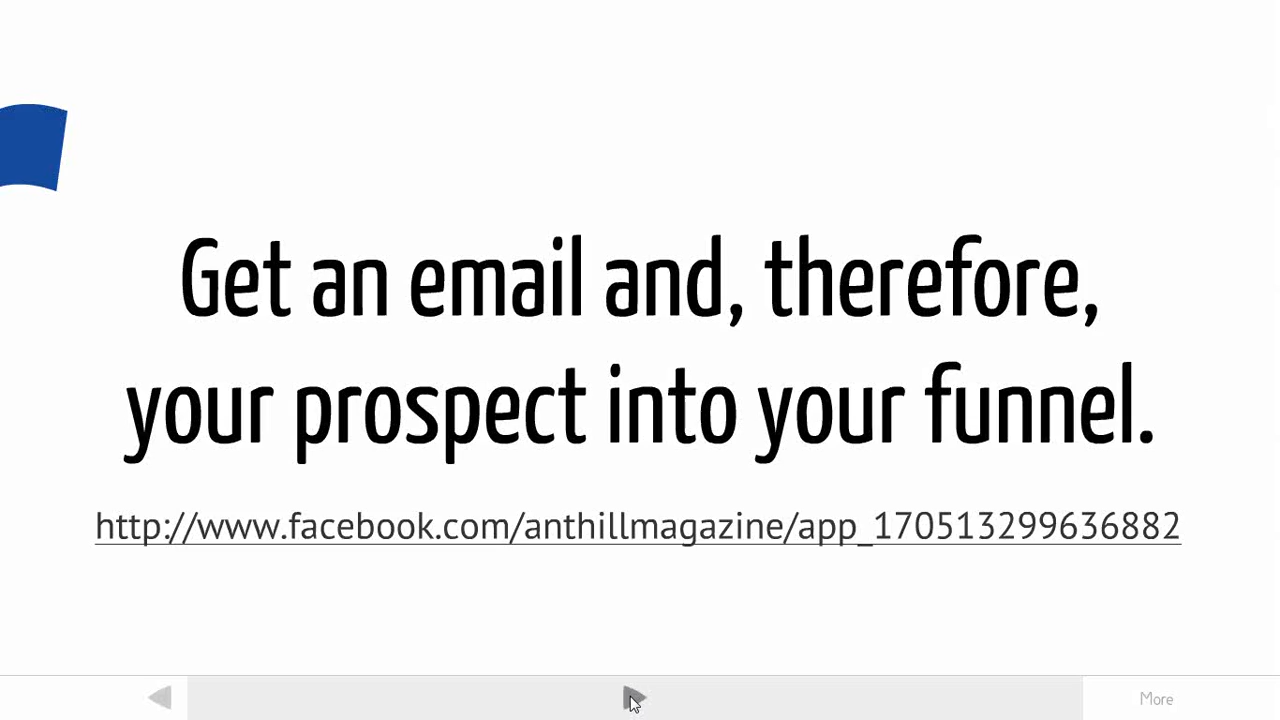 Get an email and, therefore,
your prospect into your funnel.
http://www.facebook.com/anthillmagazine/app_170513299636882
More